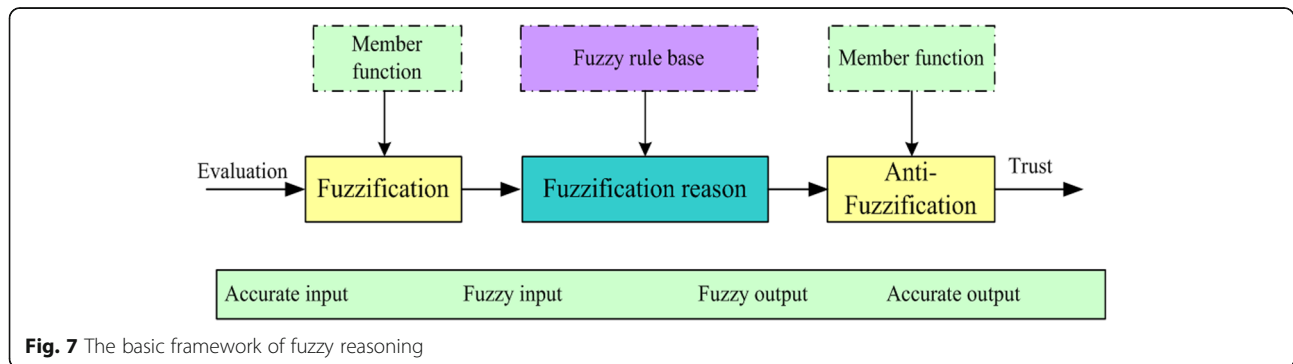 Member
function
Fuzzy rule base
Member function
Evaluation
Fuzzification
Fuzzification reason
Anti-
Fuzzification
Trust
Accurate input Fuzzy input Fuzzy output Accurate output
Fig. 7 The basic framework of fuzzy reasoning